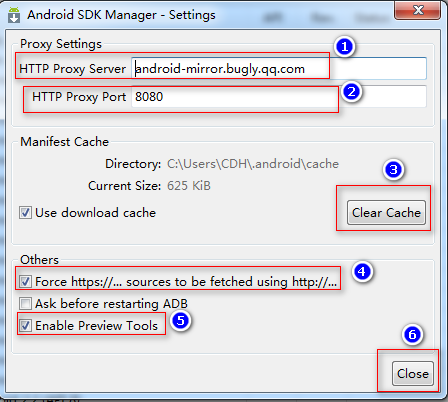 Android SDK Manager - Settings
Proxy Settings
1
HTTP Proxy Server android-mirror.bugly.qq.com
2
HTTP Proxy Port 8080
Manifest Cache
Directory: C:\Users\CDH\.android\cache
3
Current Size: 625 KiB
Use download cache Clear Cache
Others
4
Force https://... sources to be fetched using http://...
Ask before restarting ADB
5
Enable Preview Tools
6
Close